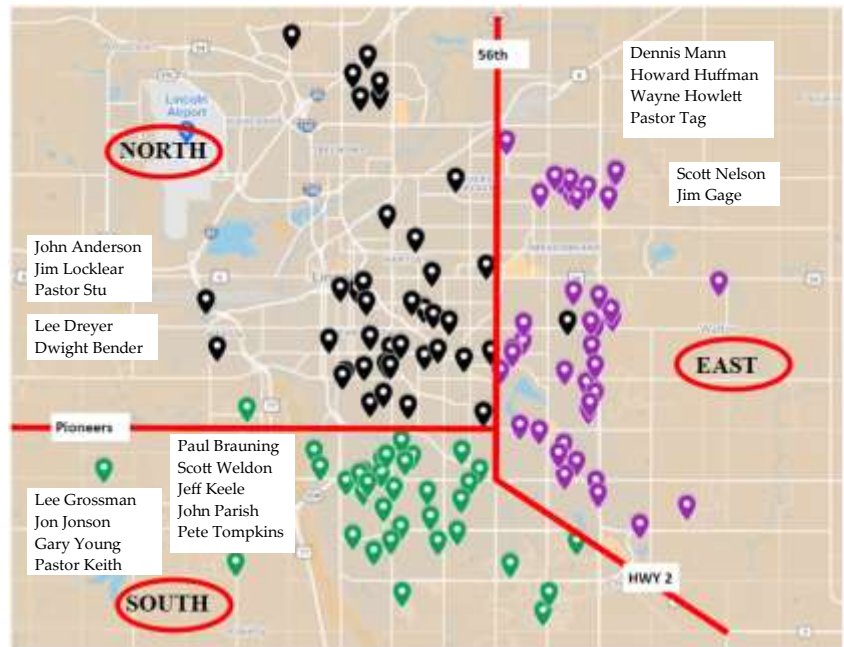 56th
Dennis Mann
Howard Huffman
Wayne Howlett
Pastor Tag
Lincoln
Airport
NORTH
Scott Nelson
Jim Gage
John Anderson
Jim Locklear
Pastor Stu
Lee Dreyer
Dwight Bender
EAST
Pioneers
Paul Brauning
Scott Weldon
Jeff Keele
John Parish
Pete Tompkins
Lee Grossman
Jon Jonson
Gary Young
Pastor Keith
HWY 2
SOUTH